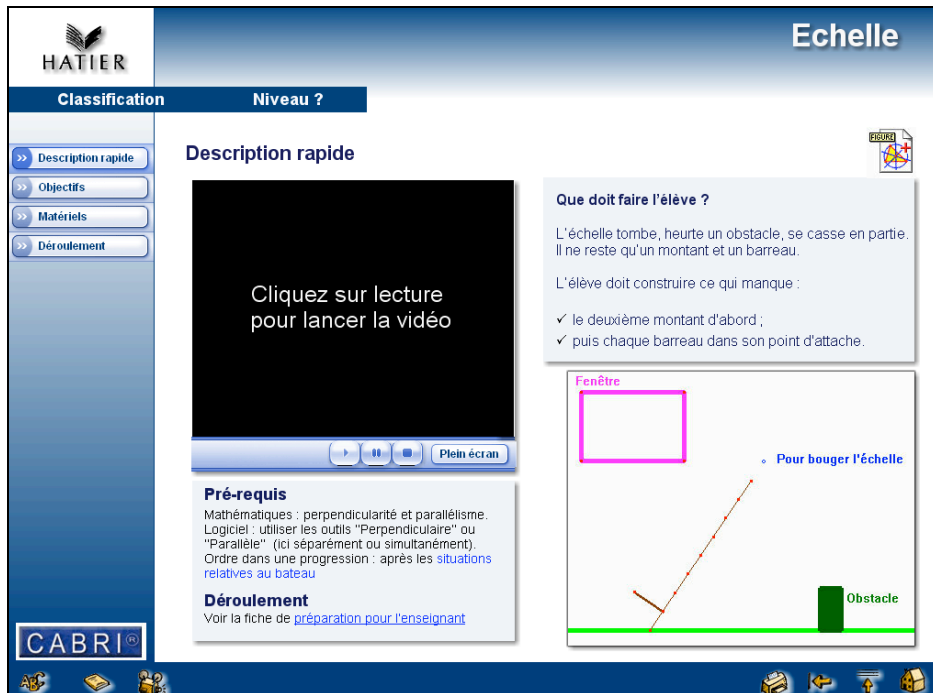 HATIER
Echelle
Classification
Niveau ?
Description rapide
Objectifs
Matériels
Déroulement
Description rapide
FIGURE
Cliquez sur lecture
pour lancer la vidéo
Plein écran
Que doit faire l'élève ?
L'échelle tombe, heurte un obstacle, se casse en partie.
Il ne reste qu'un montant et un barreau.
L'élève doit construire ce qui manque :
✓ le deuxième montant d'abord ;
✓ puis chaque barreau dans son point d'attache.
Pré-requis
Mathématiques : perpendicularité et parallélisme.
Logiciel : utiliser les outils "Perpendiculaire" ou
"Parallèle" (ici séparément ou simultanément).
Ordre dans une progression : après les situations
relatives au bateau
Déroulement
Voir la fiche de préparation pour l'enseignant
Fenêtre
Pour bouger l'échelle
Obstacle
CABRI®
ABC